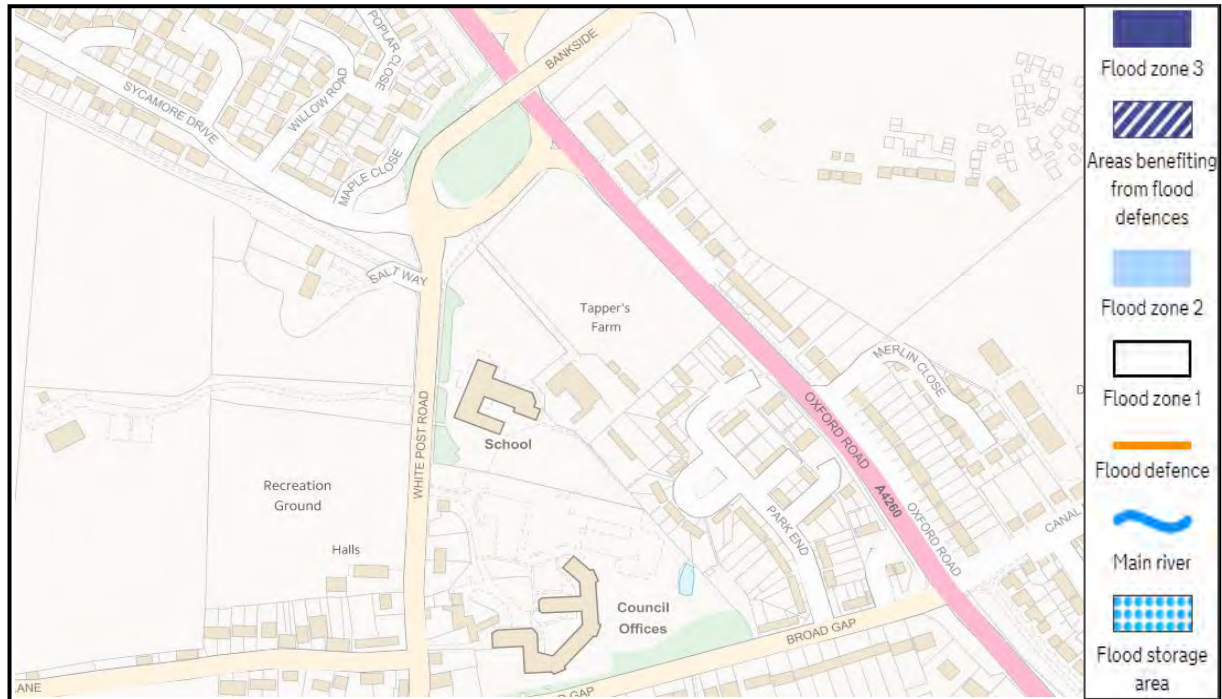 POPLAR CLOSE
BANKSIDE
WILLOW ROAD
SYCAMORE DRIVE
MAPLE CLOSE
SALT WAY
Tapper's
Farm
MERLIN CLOSE
D
WHITE POST ROAD
School
OXFORD ROAD
A4260
OXFORD ROAD
CANAL
Recreation
Ground
PARK END
Halls
Council
Offices
BROAD GAP
ANE
D GAP
Flood zone 3
Areas benefiting
from flood
defences
Flood zone 2
Flood zone 1
Flood defence
Main river
Flood storage
area